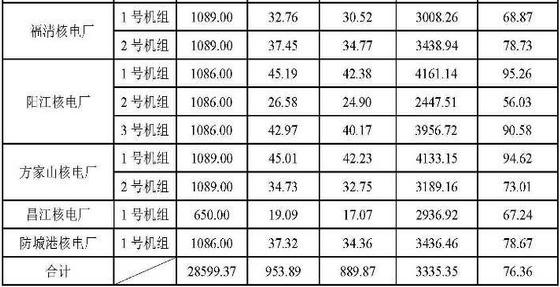 福清核电厂 1号机组 1089.00 32.76 30.52 3008.26 68.87
2号机组 1089.00 37.45 34.77 3438.94 78.73
阳江核电厂 1号机组 1086.00 45.19 42.38 4161.14 95.26
2号机组 1086.00 26.58 24.90 2447.51 56.03
3号机组 1086.00 42.97 40.17 3956.72 90.58
方家山核电厂 1号机组 1089.00 45.01 42.23 4133.15 94.62
2号机组 1089.00 34.73 32.75 3189.16 73.01
昌江核电厂 1号机组 650.00 19.09 17.07 2936.92 67.24
防城港核电厂 1号机组 1086.00 37.32 34.36 3436.46 78.67
合计 28599.37 953.89 889.87 3335.35 76.36